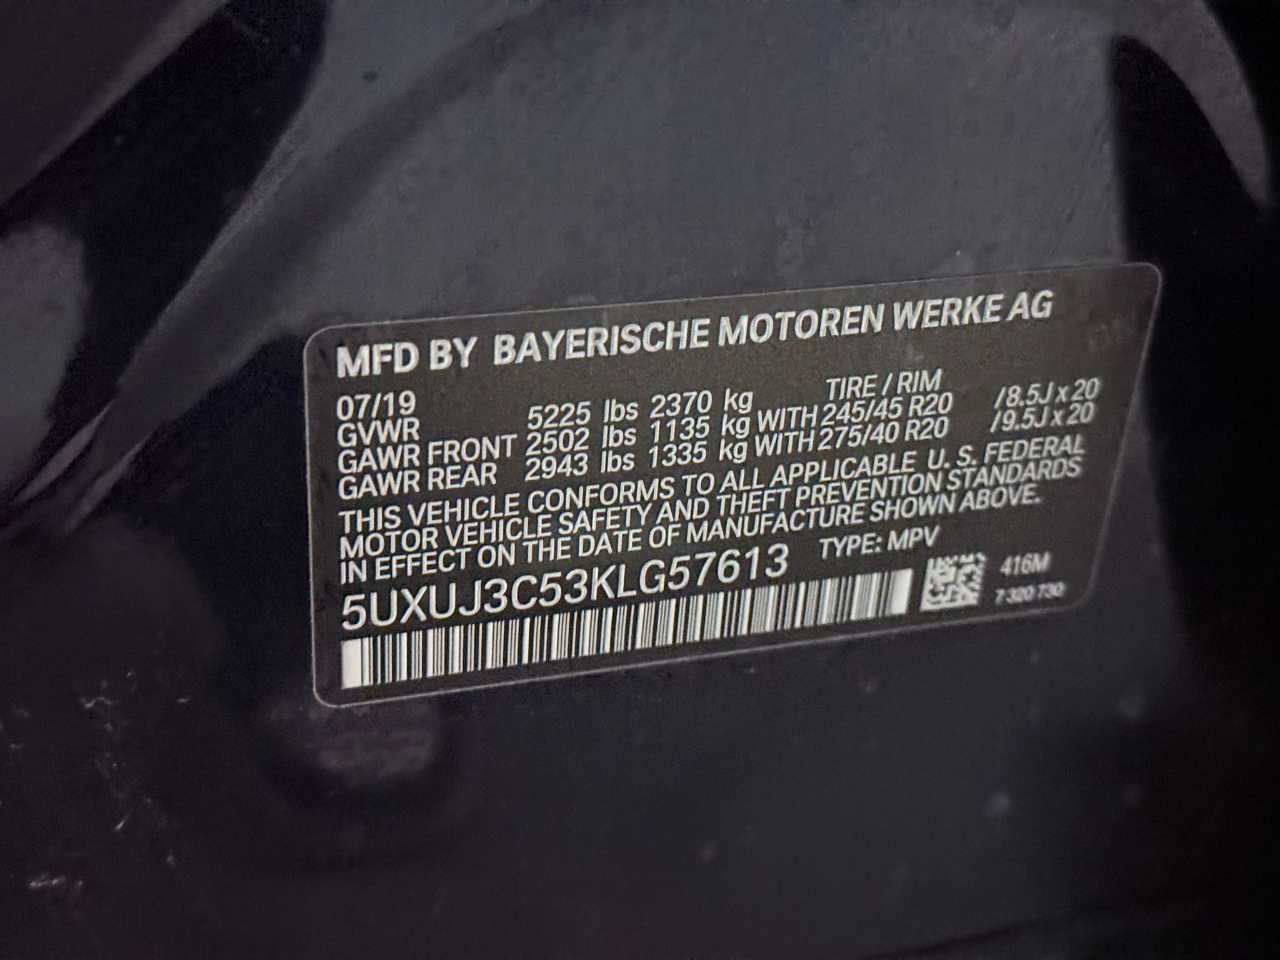 MFD BY BAYERISCHE MOTOREN WERKE AG
07/19 TIRE / RIM
GVWR 5225 lbs 2370 kg
GAWR FRONT 2502 lbs 1135 kg WITH 245/45 R20 /8.5J x 20
GAWR REAR 2943 lbs 1335 kg WITH 275/40 R20 /9.5J x 20
THIS VEHICLE CONFORMS TO ALL APPLICABLE U. S. FEDERAL
MOTOR VEHICLE SAFETY AND THEFT PREVENTION STANDARDS
IN EFFECT ON THE DATE OF MANUFACTURE SHOWN ABOVE.
5UXUJ3C53KLG57613 TYPE: MPV
416M
7 320 730